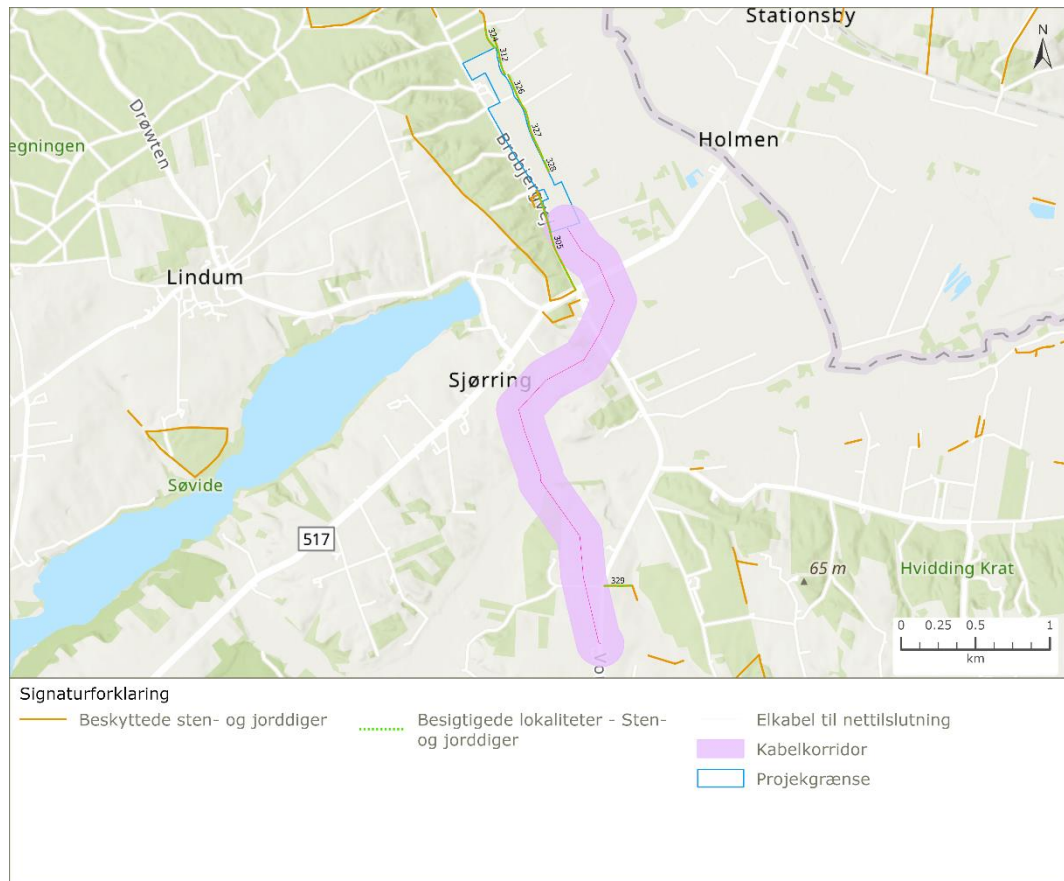 Stationsby
N
324
312
326
327
328
Drøwten
egningen
Brobjergvej
Holmen
305
Lindum
Sjørring
Søvide
517
65 m
Hvidding Krat
329
0 0.25 0.5 1
km
Vo
Signaturforklaring
Beskyttede sten- og jorddiger
Besigtigede lokaliteter - Sten-
og jorddiger
Elkabel til nettilslutning
Kabelkorridor
Projekgrænse